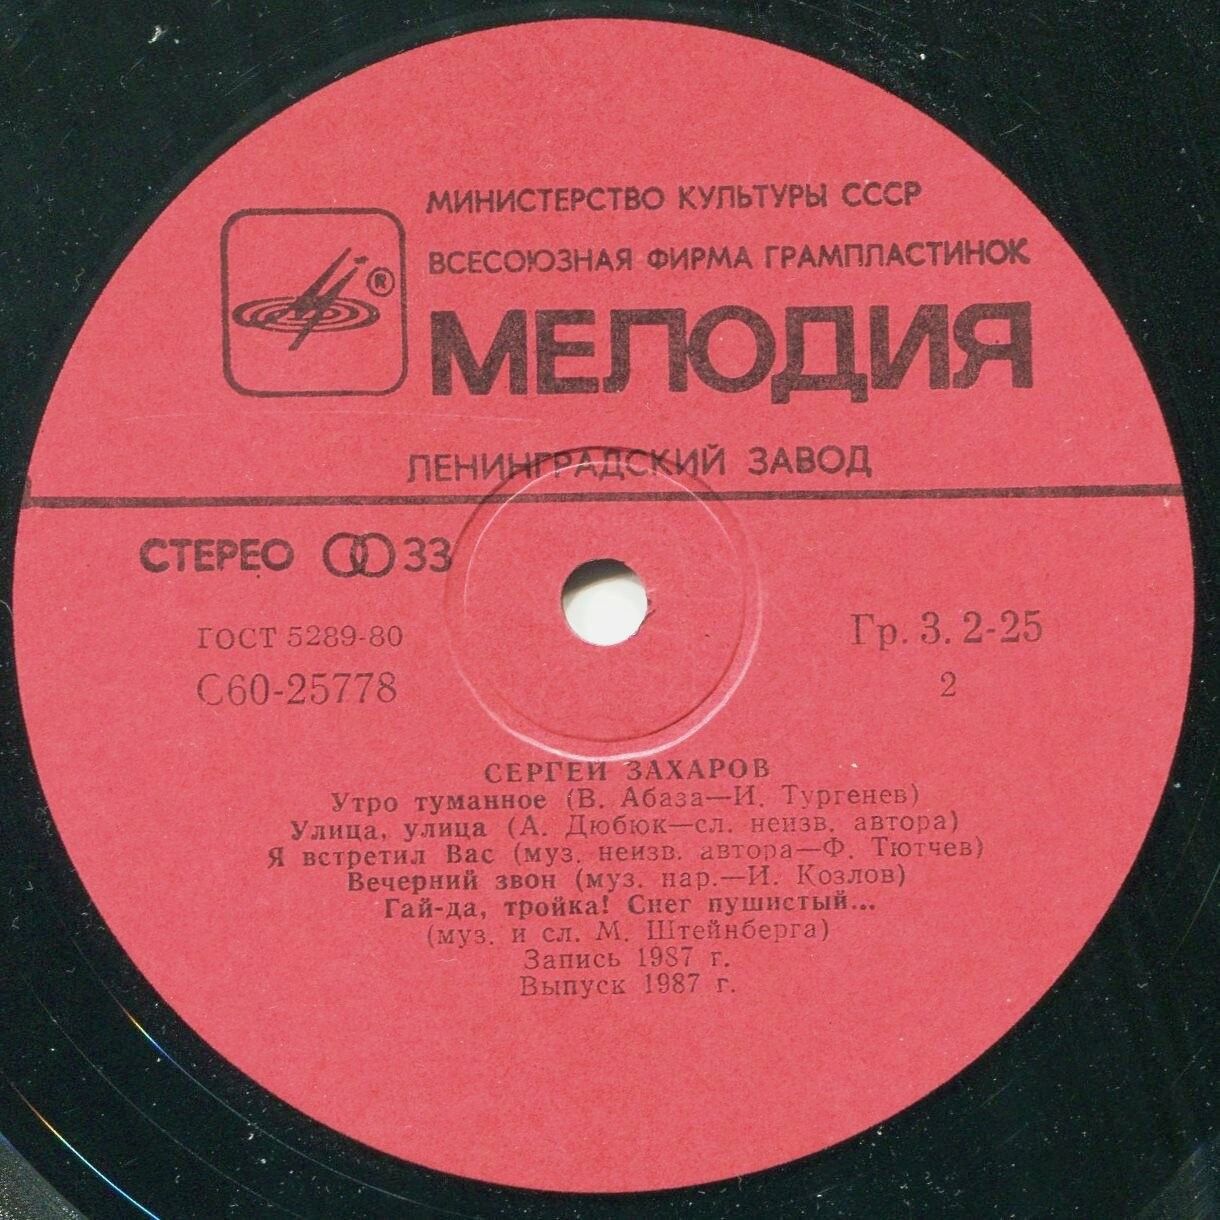 МИНИСТЕРСТВО КУЛЬТУРЫ СССР
ВСЕСОЮЗНАЯ ФИРМА ГРАМПЛАСТИНОК
®
МЕЛОДИЯ
ЛЕНИНГРАДСКИЙ ЗАВОД
СТЕРЕО 33
ГОСТ 5289-80
Гр. 3. 2-25
С60-25778
2
СЕРГЕЙ ЗАХАРОВ
Утро туманное (В. Абаза—И. Тургенев)
Улица, улица (А. Дюбюк—сл. неизв. автора)
Я встретил Вас (муз. неизв. автора—Ф. Тютчев)
Вечерний звон (муз. нар.—И. Козлов)
Гай-да, тройка! Снег пушистый...
(муз. и сл. М. Штейнберга)
Запись 1987 г.
Выпуск 1987 г.